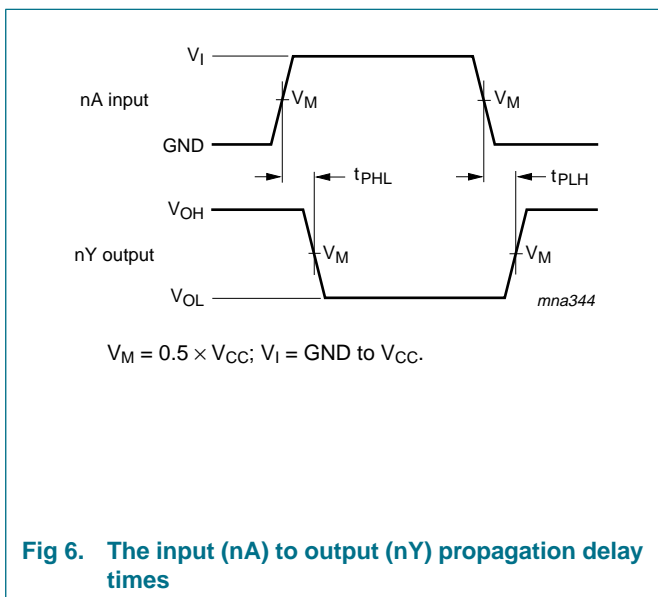 V_I
nA input
V_M
V_M
GND
t_PHL
t_PLH
V_OH
nY output
V_M
V_M
V_OL
mna344
V_M = 0.5 × V_CC; V_I = GND to V_CC.
Fig 6. The input (nA) to output (nY) propagation delay
times